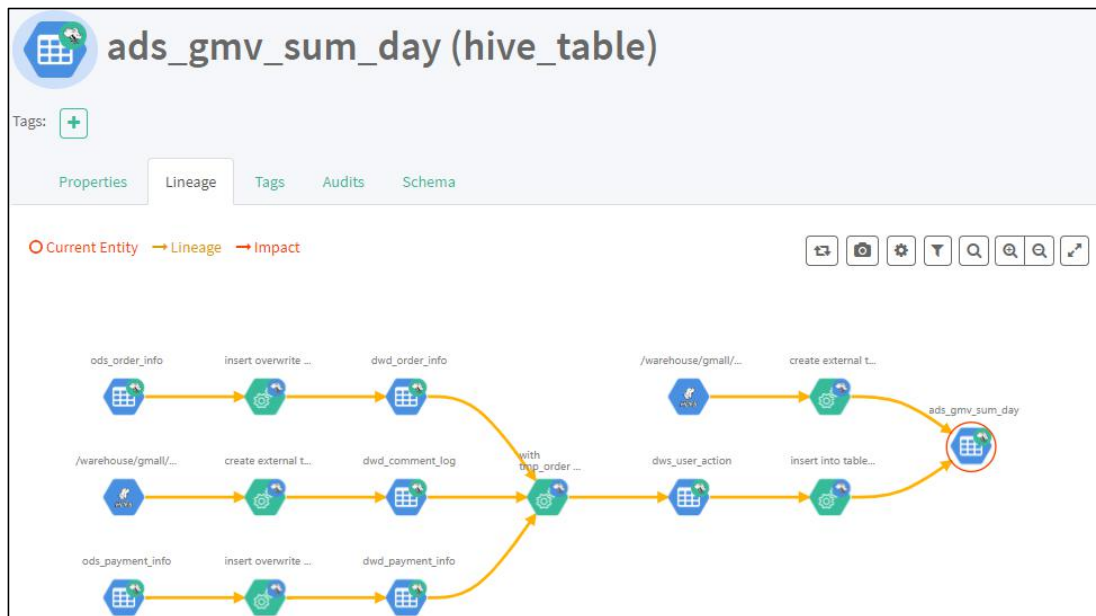 ads_gmv_sum_day (hive_table)
Tags:
Properties Lineage Tags Audits Schema
Current Entity Lineage Impact
ods_order_info insert overwrite ... dwd_order_info /warehouse/gmall/... create external t...
ads_gmv_sum_day
/warehouse/gmall/... create external t... dwd_comment_log with dws_user_action insert into table...
tmp_order ...
ods_payment_info insert overwrite ... dwd_payment_info